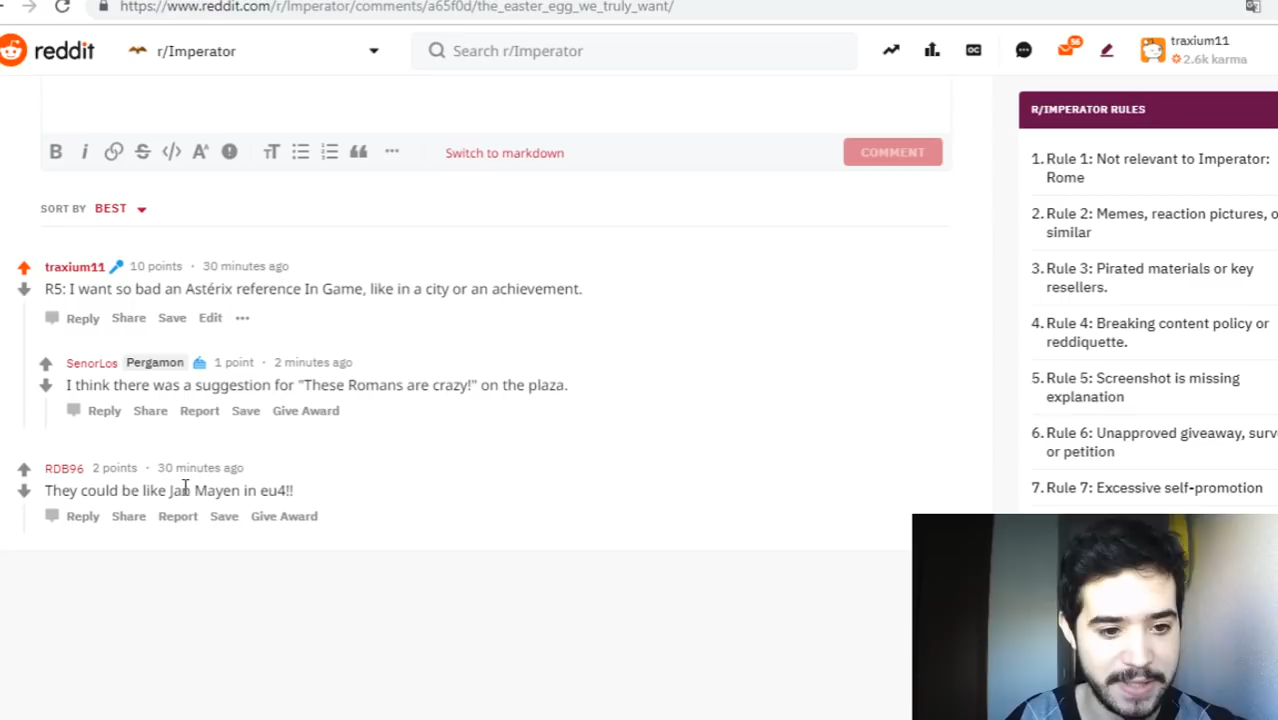 https://www.reddit.com/r/Imperator/comments/a65f0d/the_easter_egg_we_truly_want/
reddit
r/Imperator
Search r/Imperator
56
traxium11
2.6k karma
R/IMPERATOR RULES
1. Rule 1: Not relevant to Imperator:
Rome
2. Rule 2: Memes, reaction pictures, o
similar
3. Rule 3: Pirated materials or key
resellers.
4. Rule 4: Breaking content policy or
reddiquette.
5. Rule 5: Screenshot is missing
explanation
6. Rule 6: Unapproved giveaway, surv
or petition
7. Rule 7: Excessive self-promotion
Switch to markdown
COMMENT
SORT BY BEST
traxium11 10 points · 30 minutes ago
R5: I want so bad an Astérix reference In Game, like in a city or an achievement.
Reply Share Save Edit
SenorLos Pergamon 1 point · 2 minutes ago
I think there was a suggestion for "These Romans are crazy!" on the plaza.
Reply Share Report Save Give Award
RDB96 2 points · 30 minutes ago
They could be like Jan Mayen in eu4!!
Reply Share Report Save Give Award